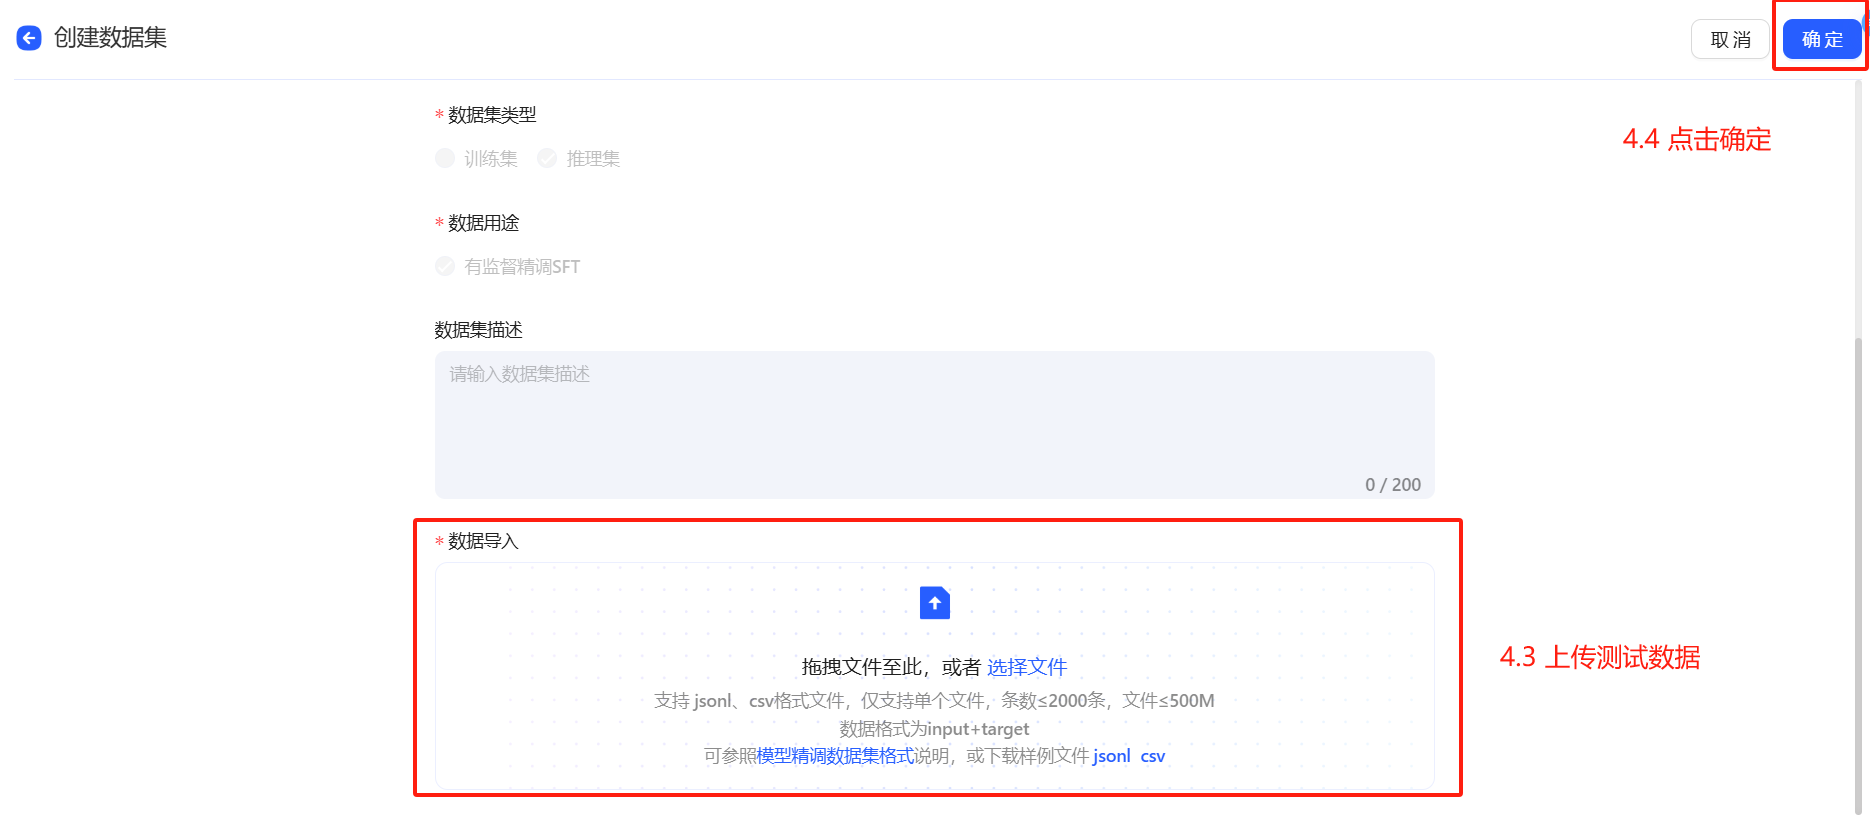 创建数据集
取 消
确 定
* 数据集类型
4.4 点击确定
训练集 推理集
* 数据用途
有监督精调SFT
数据集描述
请输入数据集描述
0 / 200
* 数据导入
拖拽文件至此，或者 选择文件
4.3 上传测试数据
支持 jsonl、csv格式文件，仅支持单个文件，条数≤2000条，文件≤500M
数据格式为input+target
可参照模型精调数据集格式说明，或下载样例文件 jsonl csv